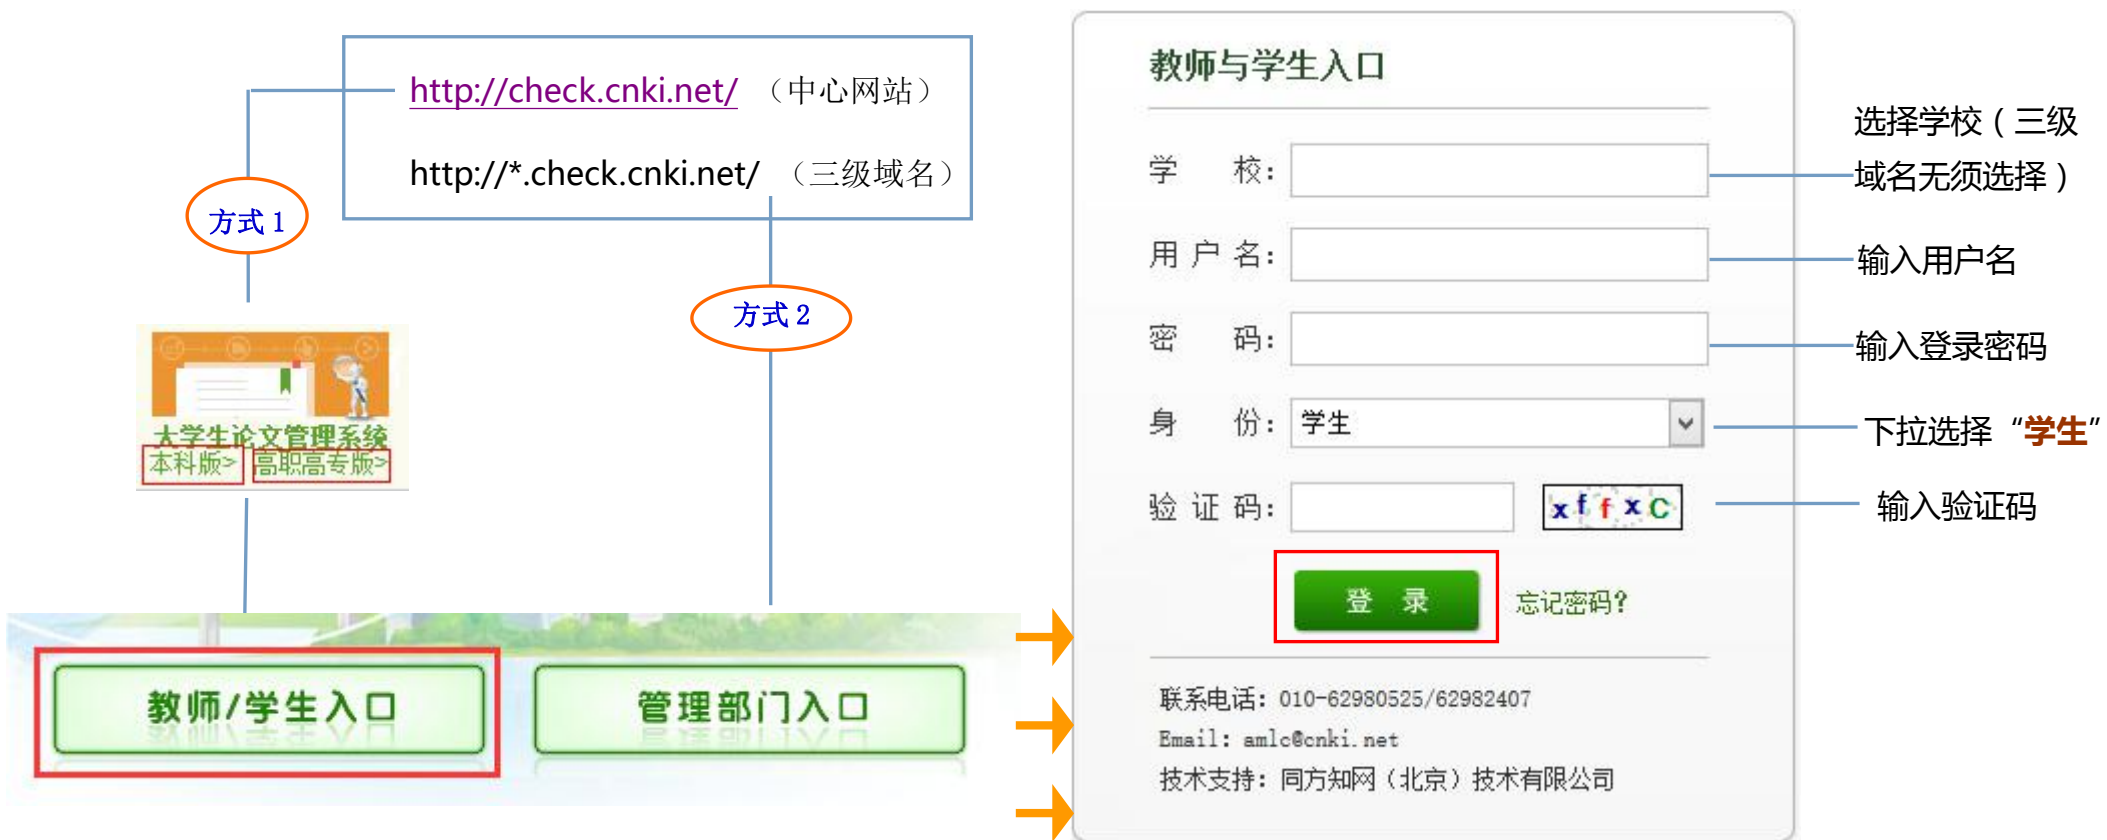 http://check.cnki.net/ （中心网站）
http://*.check.cnki.net/ （三级域名）
方式1
方式2
大学生论文管理系统
本科版> 高职高专版>
教师/学生入口
管理部门入口
教师与学生入口
学 校：
选择学校（三级
域名无须选择）
用 户 名：
输入用户名
密 码：
输入登录密码
身 份： 学生
下拉选择“学生”
验 证 码： x f f x C
输入验证码
登 录 忘记密码?
联系电话：010-62980525/62982407
Email：amlc@cnki.net
技术支持：同方知网（北京）技术有限公司